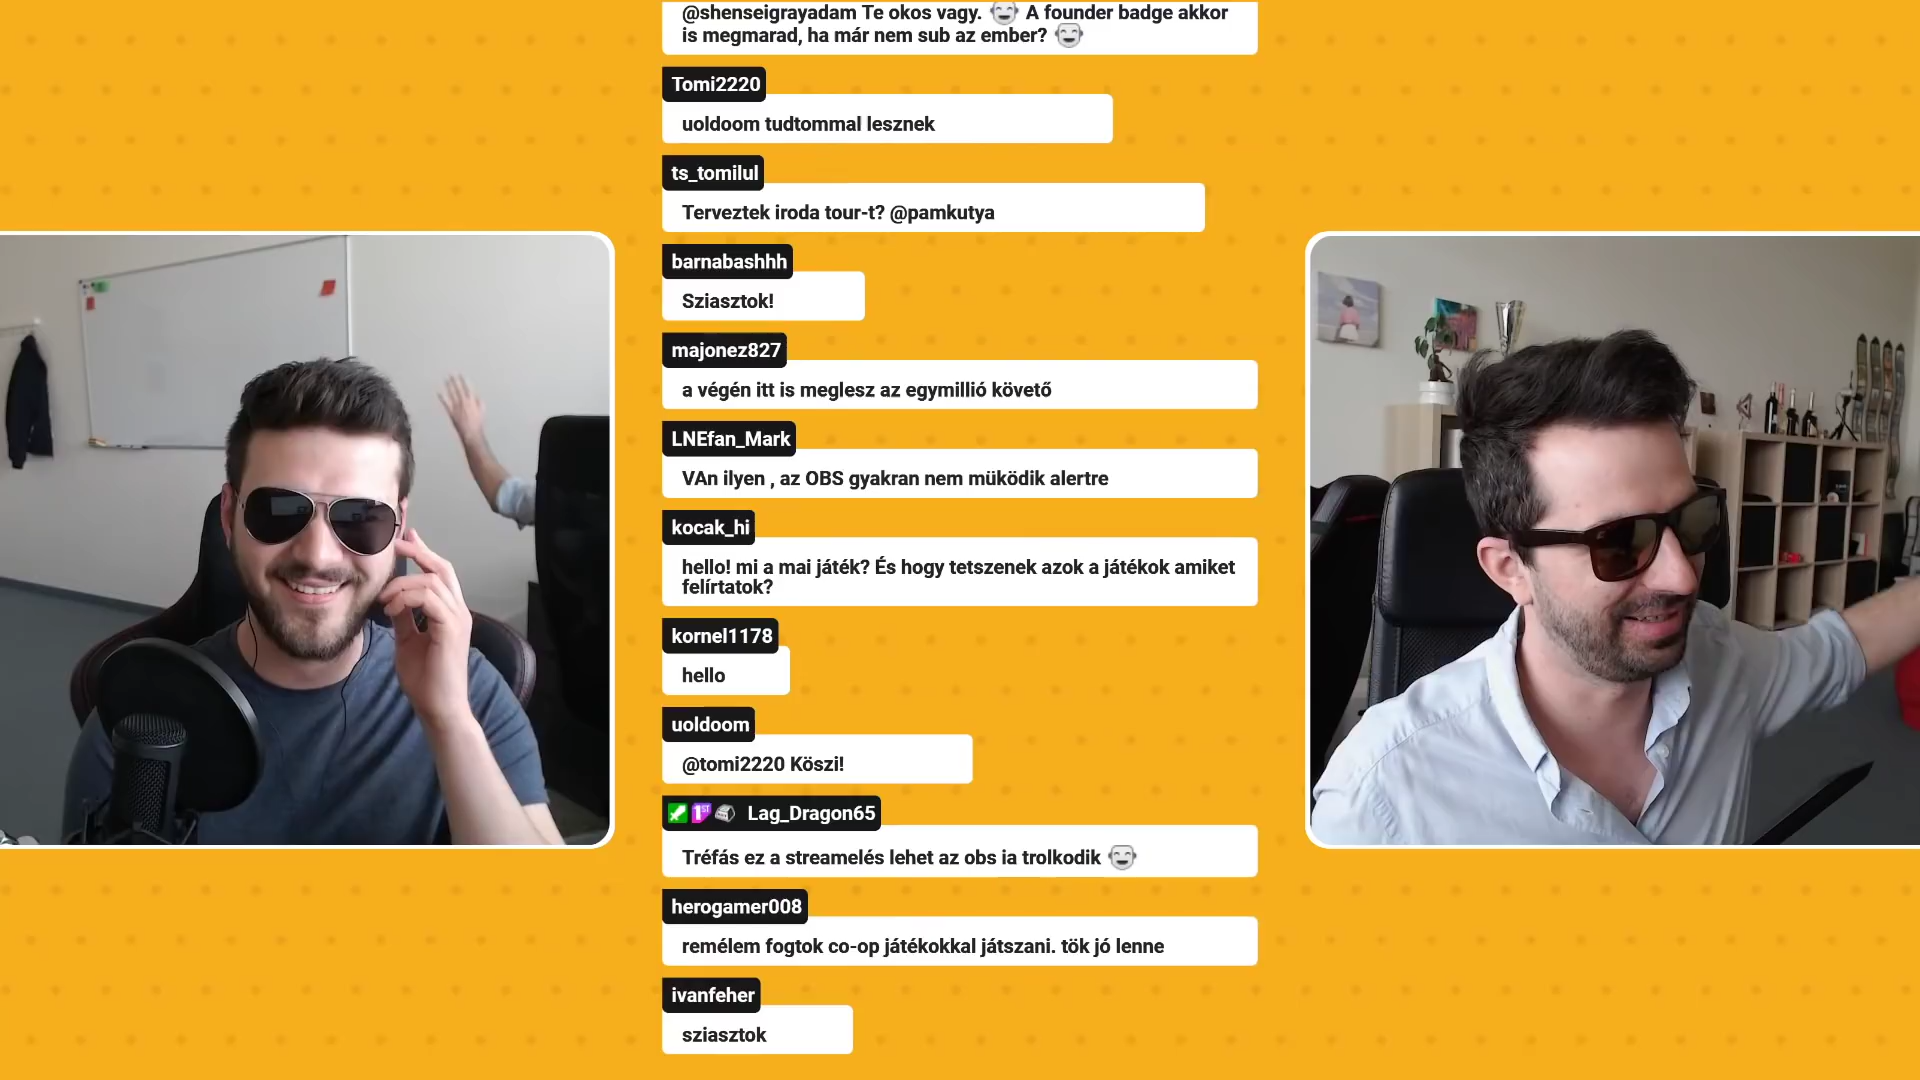 @shenseigrayadam Te okos vagy. A founder badge akkor
is megmarad, ha már nem sub az ember?
Tomi2220
uoldoom tudtommal lesznek
ts_tomilul
Terveztek iroda tour-t? @pamkutya
barnabashhh
Sziasztok!
majonez827
a végén itt is meglesz az egymillió követő
LNEfan_Mark
VAn ilyen , az OBS gyakran nem müködik alertre
kocak_hi
hello! mi a mai játék? És hogy tetszenek azok a játékok amiket
felírtatok?
kornel1178
hello
uoldoom
@tomi2220 Köszi!
1ST Lag_Dragon65
Tréfás ez a streamelés lehet az obs ia trolkodik
herogamer008
remélem fogtok co-op játékokkal játszani. tök jó lenne
ivanfeher
sziasztok